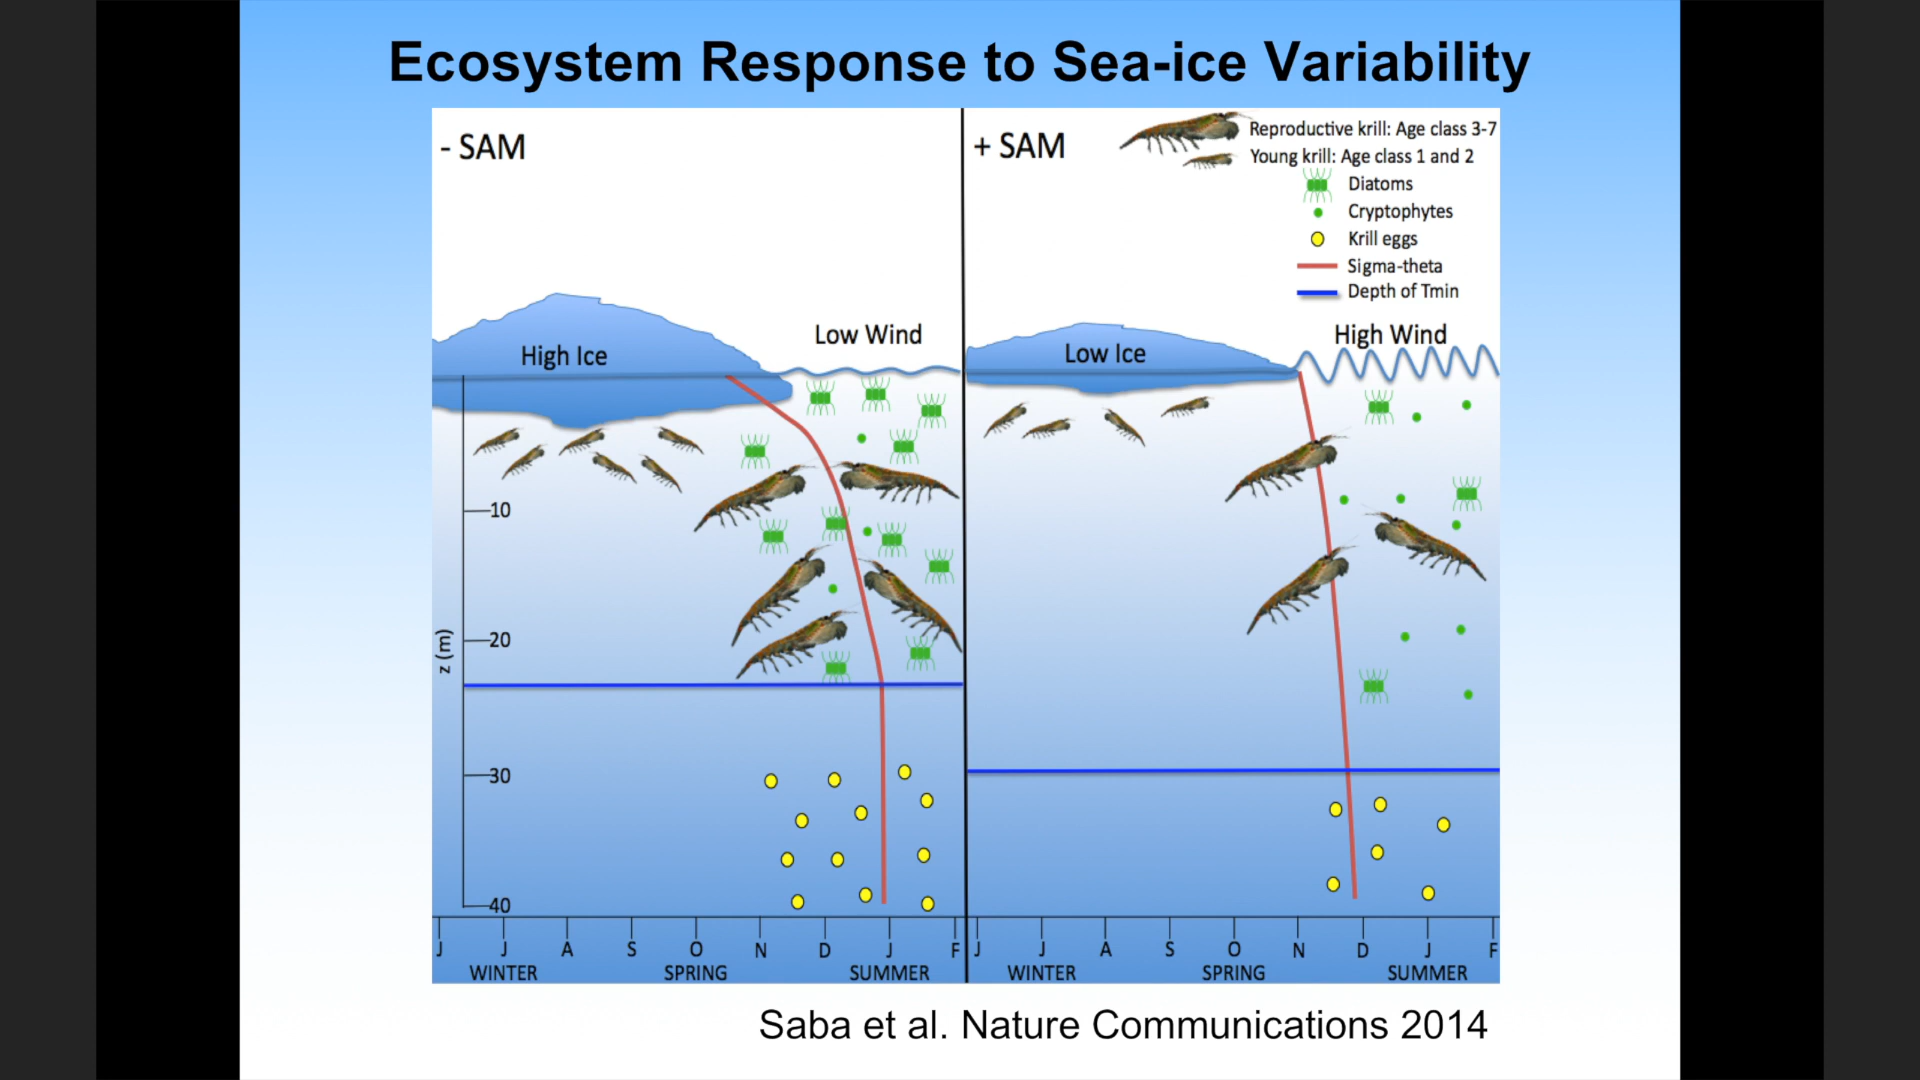 Ecosystem Response to Sea-ice Variability
- SAM
High Ice
Low Wind
z (m)
10
20
30
40
J J A S O N D J F
WINTER SPRING SUMMER
+ SAM
Reproductive krill: Age class 3-7
Young krill: Age class 1 and 2
Diatoms
Cryptophytes
Krill eggs
Sigma-theta
Depth of Tmin
Low Ice
High Wind
J J A S O N D J F
WINTER SPRING SUMMER
Saba et al. Nature Communications 2014